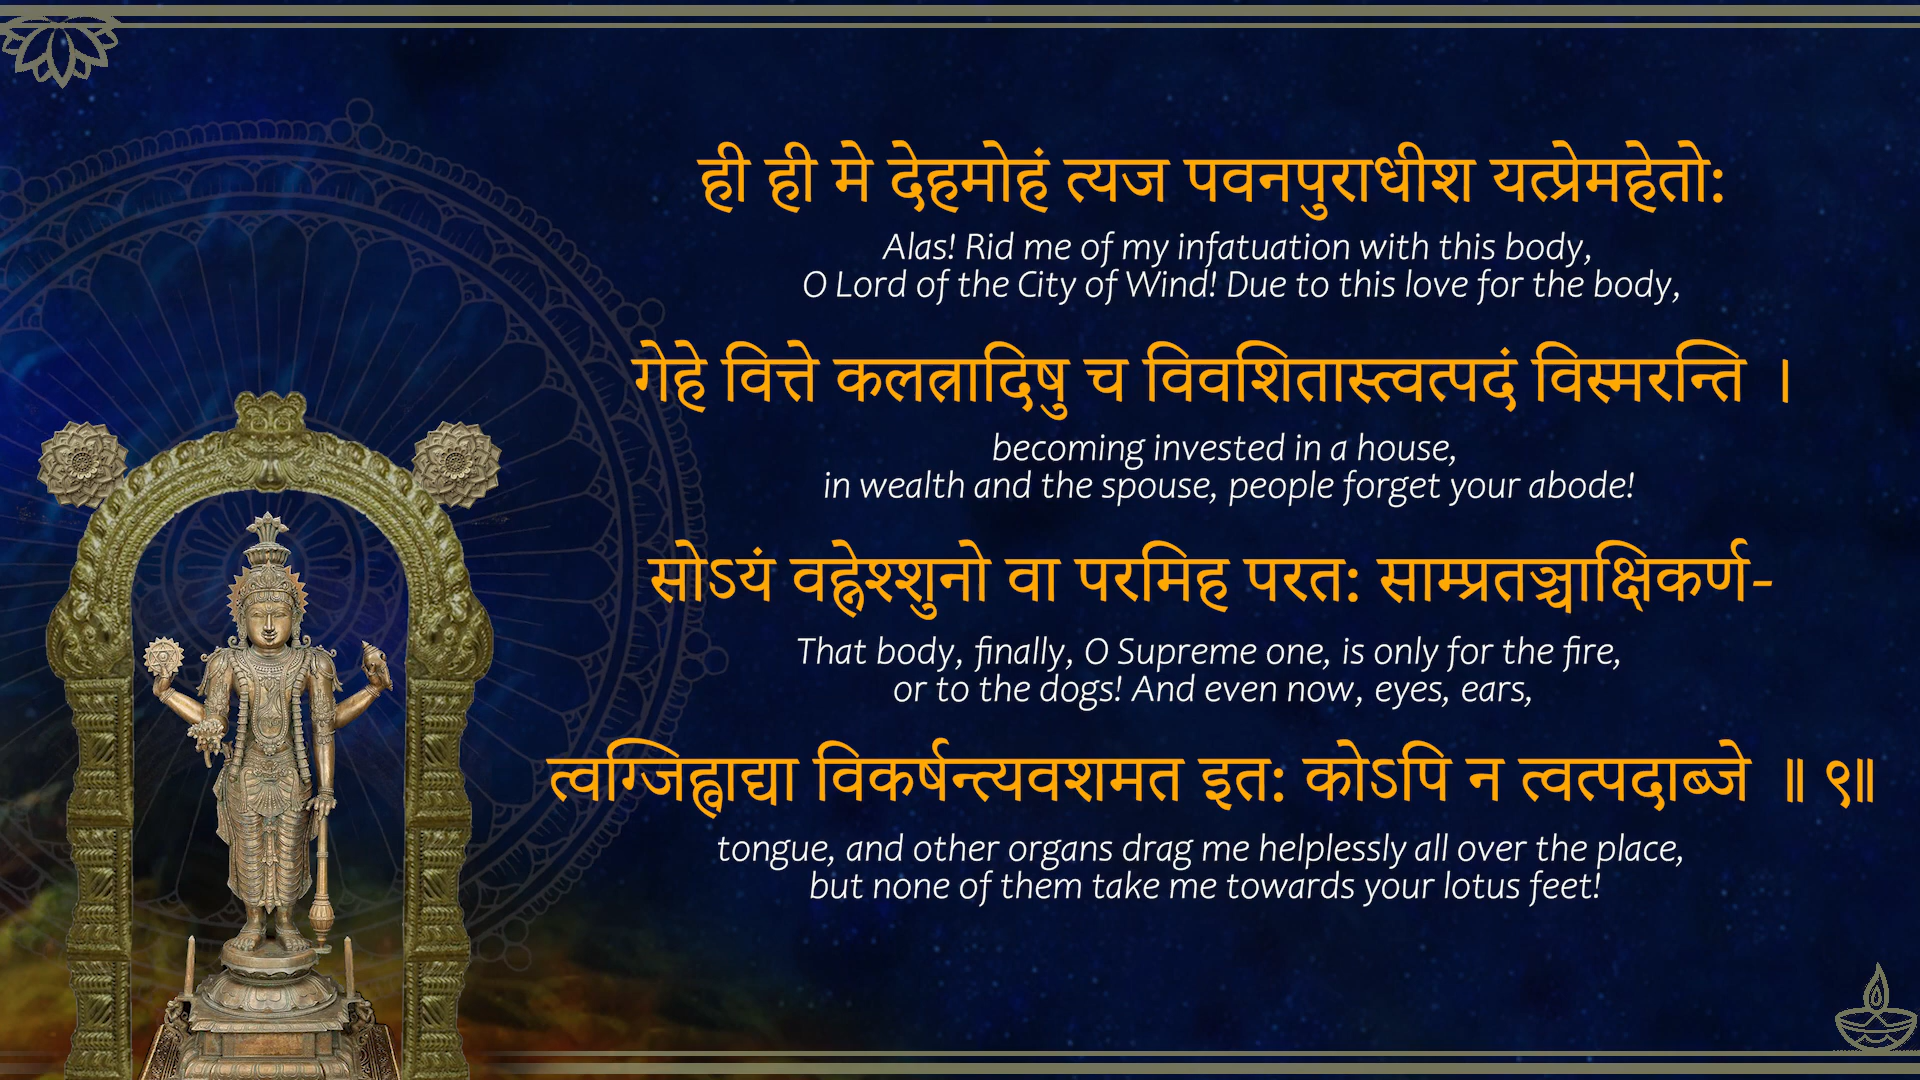 ही ही मे देहमोहं त्यज पवनपुराधीश यत्प्रेमहेतो:
Alas! Rid me of my infatuation with this body,
O Lord of the City of Wind! Due to this love for the body,
गेहे वित्ते कलत्रादिषु च विवशितास्त्वत्पदं विस्मरन्ति ।
becoming invested in a house,
in wealth and the spouse, people forget your abode!
सोऽयं वह्नेश्शुनो वा परमिह परत: साम्प्रतञ्चाक्षिकर्ण-
That body, finally, O Supreme one, is only for the fire,
or to the dogs! And even now, eyes, ears,
त्वग्जिह्वाद्या विकर्षन्त्यवशमत इत: कोऽपि न त्वत्पदाब्जे ॥ ९॥
tongue, and other organs drag me helplessly all over the place,
but none of them take me towards your lotus feet!